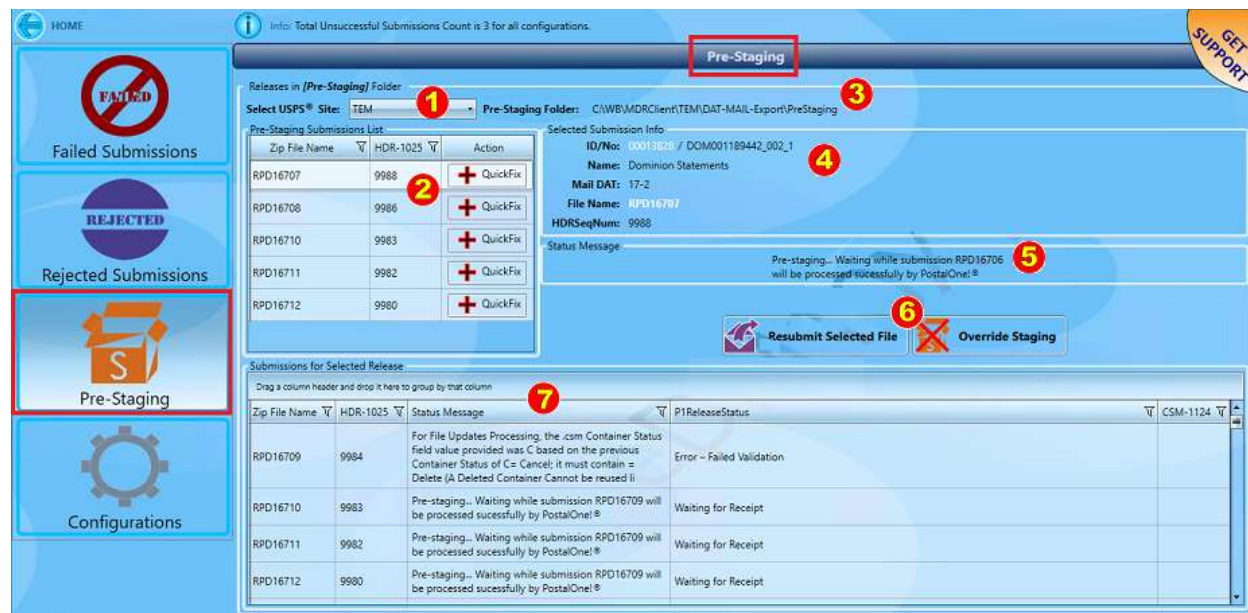 HOME
Info: Total Unsuccessful Submissions Count is 3 for all configurations.
GET SUPPORT
Pre-Staging
FAILED
Failed Submissions
REJECTED
Rejected Submissions
S
Pre-Staging
Configurations
Releases in [Pre-Staging] Folder
Select USPS® Site: TEM 1 Pre-Staging Folder: C:\WB\MDRClient\TEM\DAT-MAIL-Export\PreStaging 3
Pre-Staging Submissions List
Zip File Name HDR-1025 Action
RPD16707 9988 QuickFix
2
RPD16708 9986 QuickFix
RPD16710 9983 QuickFix
RPD16711 9982 QuickFix
RPD16712 9980 QuickFix
Selected Submission Info
ID/No: 00013828 / DOM001189442_002_1
4
Name: Dominion Statements
Mail DAT: 17-2
File Name: RPD16707
HDRSeqNum: 9988
Status Message
Pre-staging... Waiting while submission RPD16706 5
will be processed sucessfully by PostalOne! ®
6
Resubmit Selected File Override Staging
Submissions for Selected Release
Drag a column header and drop it here to group by that column
7
Zip File Name HDR-1025 Status Message P1ReleaseStatus CSM-1124
RPD16709 9984 For File Updates Processing, the .csm Container Status
field value provided was C based on the previous
Container Status of C= Cancel; it must contain =
Delete (A Deleted Container Cannot be reused li
Error – Failed Validation
RPD16710 9983 Pre-staging... Waiting while submission RPD16709 will
be processed sucessfully by PostalOne! ®
Waiting for Receipt
RPD16711 9982 Pre-staging... Waiting while submission RPD16709 will
be processed sucessfully by PostalOne! ®
Waiting for Receipt
RPD16712 9980 Pre-staging... Waiting while submission RPD16709 will
be processed sucessfully by PostalOne! ®
Waiting for Receipt